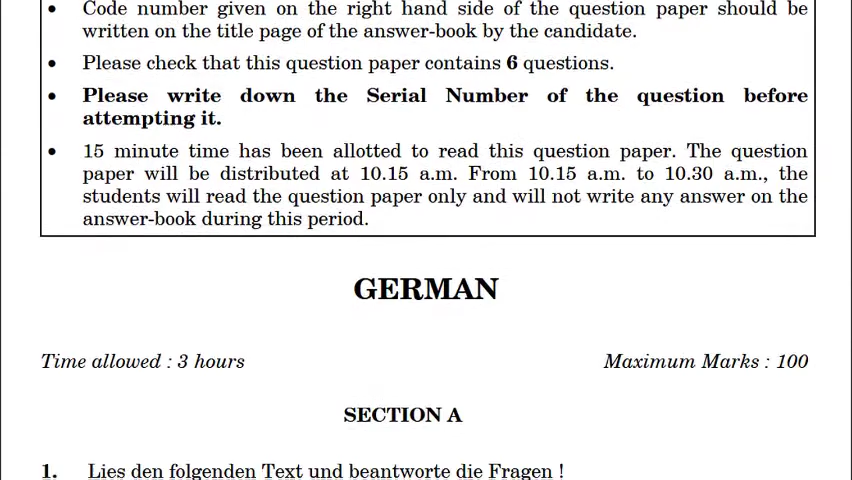 • Code number given on the right hand side of the question paper should be
written on the title page of the answer-book by the candidate.
• Please check that this question paper contains 6 questions.
• Please write down the Serial Number of the question before
attempting it.
• 15 minute time has been allotted to read this question paper. The question
paper will be distributed at 10.15 a.m. From 10.15 a.m. to 10.30 a.m., the
students will read the question paper only and will not write any answer on the
answer-book during this period.
GERMAN
Time allowed : 3 hours Maximum Marks : 100
SECTION A
1. Lies den folgenden Text und beantworte die Fragen !